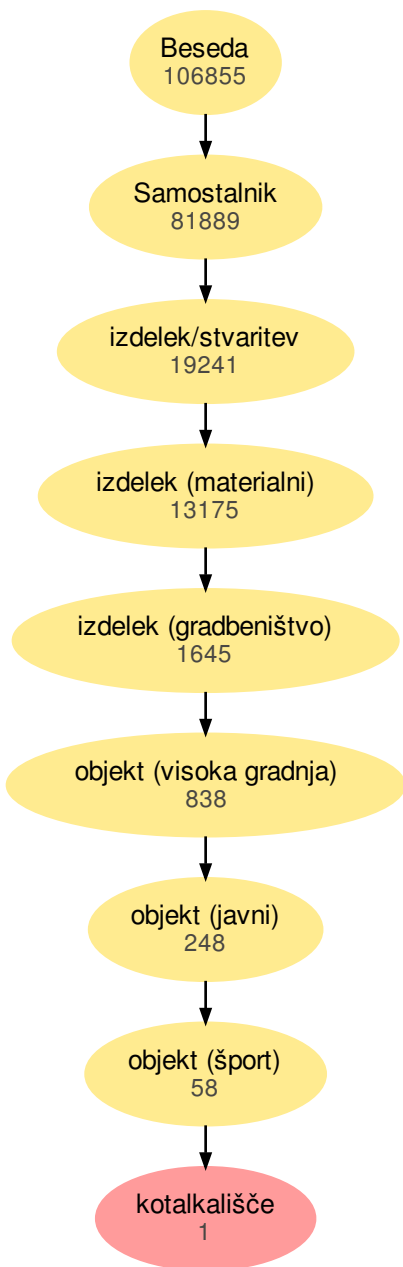 Beseda
106855
Samostalnik
81889
izdelek/stvaritev
19241
izdelek (materialni)
13175
izdelek (gradbeništvo)
1645
objekt (visoka gradnja)
838
objekt (javni)
248
objekt (šport)
58
kotalkališče
1